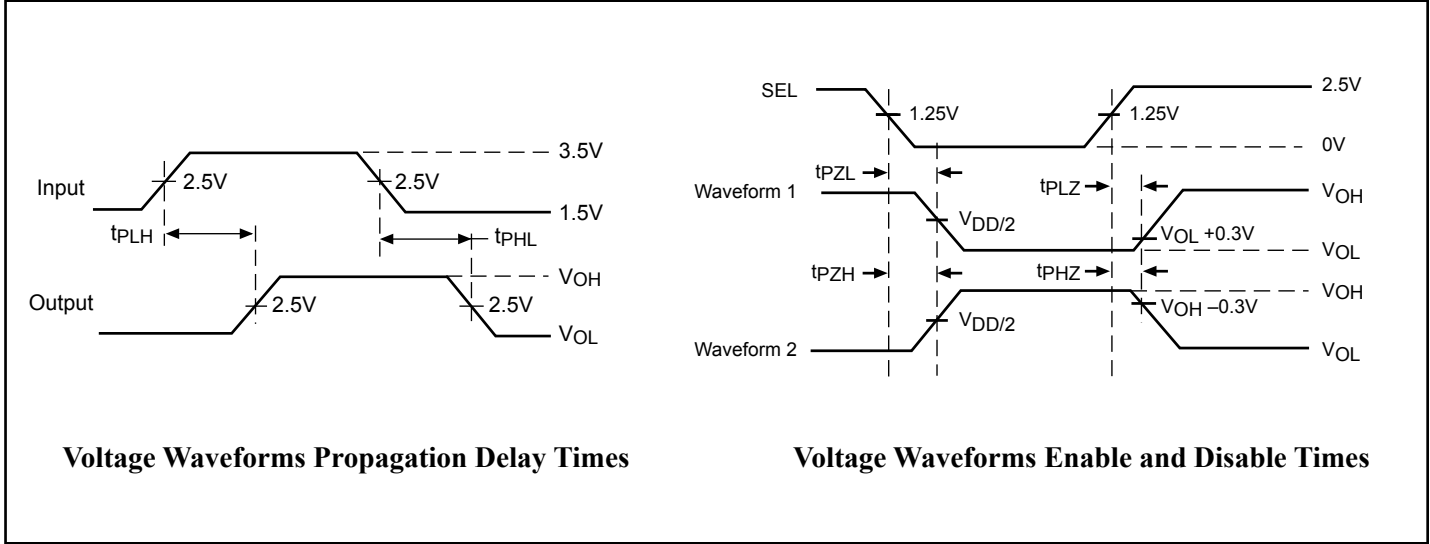 3.5V
2.5V
2.5V
Input
1.5V
tPLH
tPHL
VOH
Output
2.5V
2.5V
VOL
Voltage Waveforms Propagation Delay Times
SEL
2.5V
1.25V
1.25V
0V
tPZL
tPLZ
Waveform 1
VOH
VDD/2
VOL +0.3V
VOL
tPZH
tPHZ
VOH
VOH –0.3V
VDD/2
Waveform 2
VOL
Voltage Waveforms Enable and Disable Times